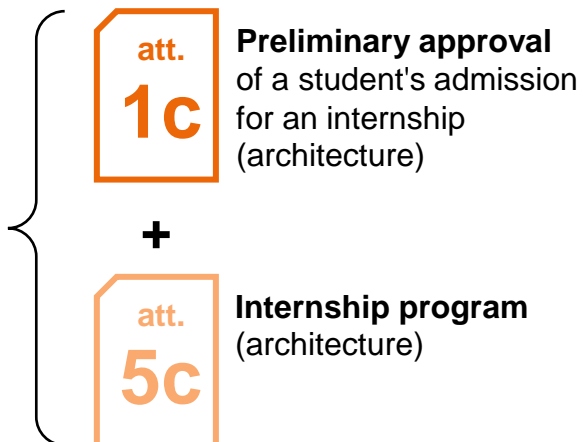 att.
1c
Preliminary approval
of a student's admission
for an internship
(architecture)
+
att.
5c
Internship program
(architecture)